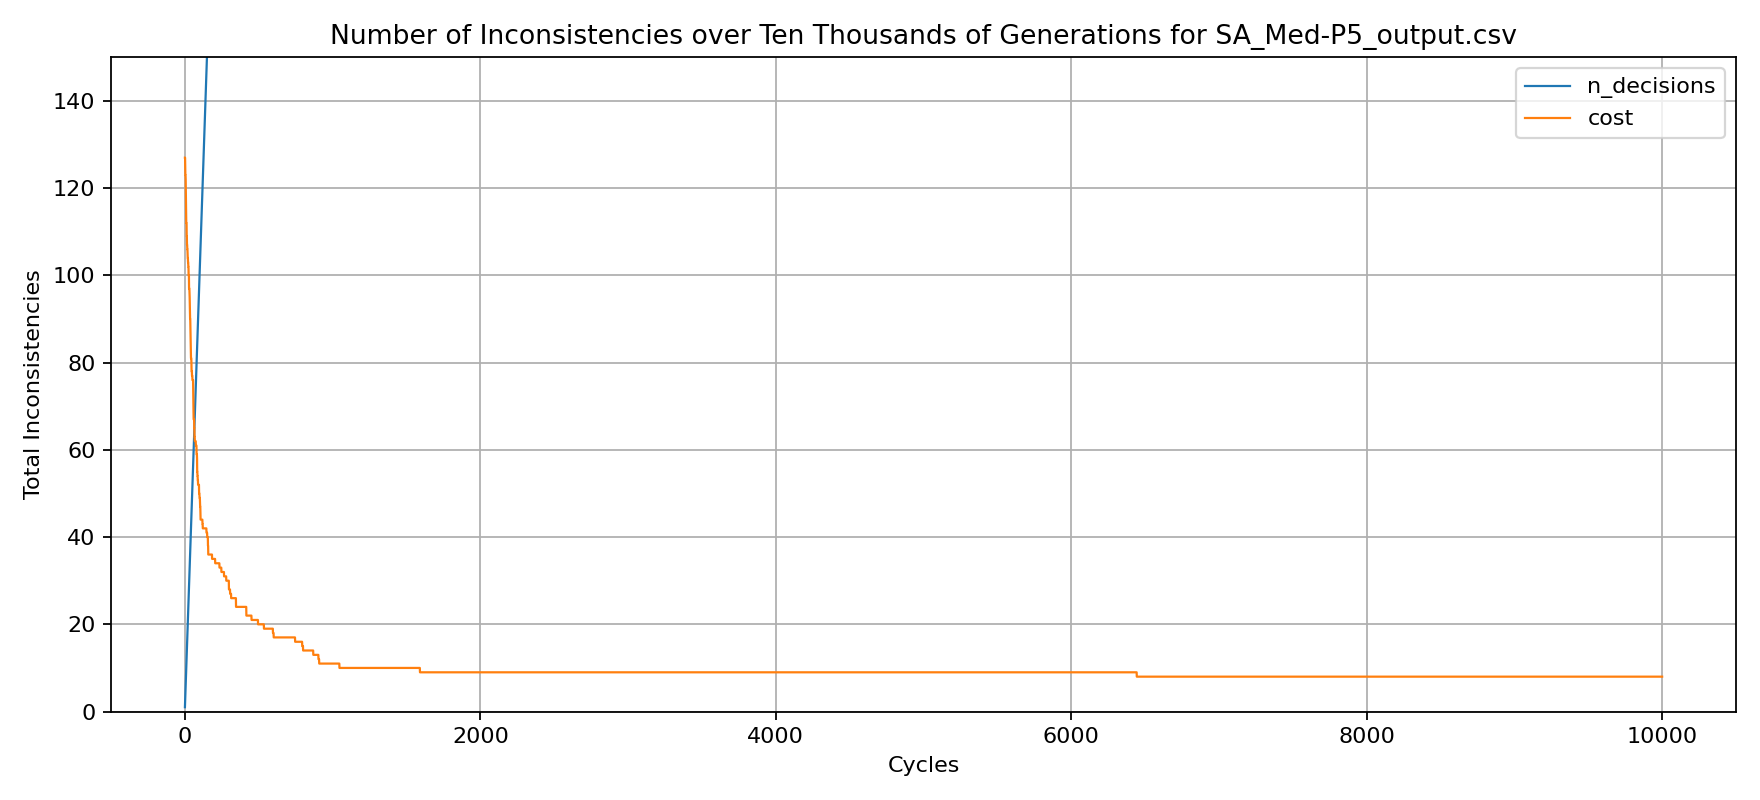 Number of Inconsistencies over Ten Thousands of Generations for SA_Med-P5_output.csv
n_decisions
cost
Total Inconsistencies
140
120
100
80
60
40
20
0
0 2000 4000 6000 8000 10000
Cycles